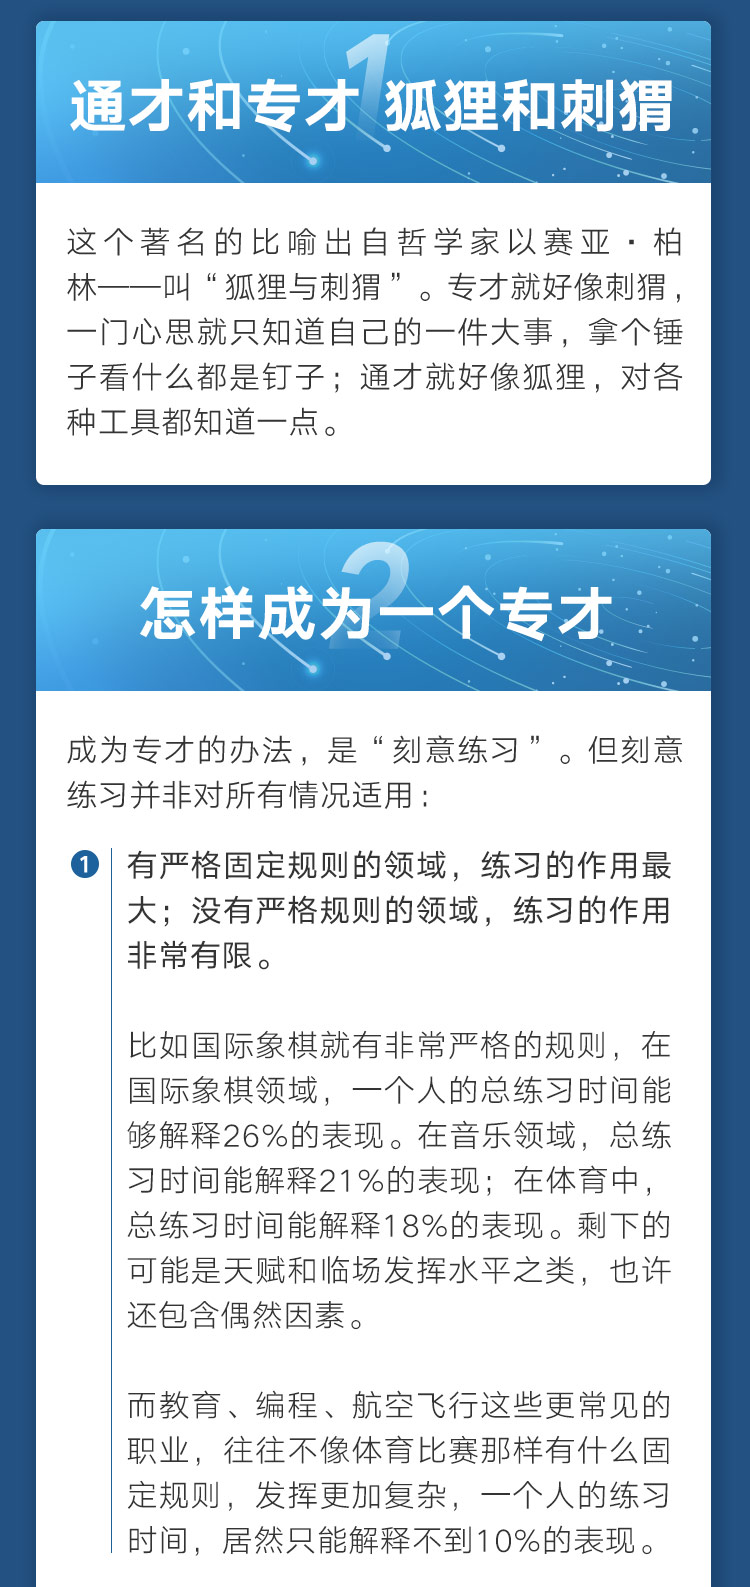 1
通才和专才 狐狸和刺猬
这个著名的比喻出自哲学家以赛亚·柏
林——叫“狐狸与刺猬”。专才就好像刺猬，
一门心思就只知道自己的一件大事，拿个锤
子看什么都是钉子；通才就好像狐狸，对各
种工具都知道一点。
2
怎样成为一个专才
成为专才的办法，是“刻意练习”。但刻意
练习并非对所有情况适用：
1 有严格固定规则的领域，练习的作用最
大；没有严格规则的领域，练习的作用
非常有限。
比如国际象棋就有非常严格的规则，在
国际象棋领域，一个人的总练习时间能
够解释26%的表现。在音乐领域，总练
习时间能解释21%的表现；在体育中，
总练习时间能解释18%的表现。剩下的
可能是天赋和临场发挥水平之类，也许
还包含偶然因素。
而教育、编程、航空飞行这些更常见的
职业，往往不像体育比赛那样有什么固
定规则，发挥更加复杂，一个人的练习
时间，居然只能解释不到10%的表现。